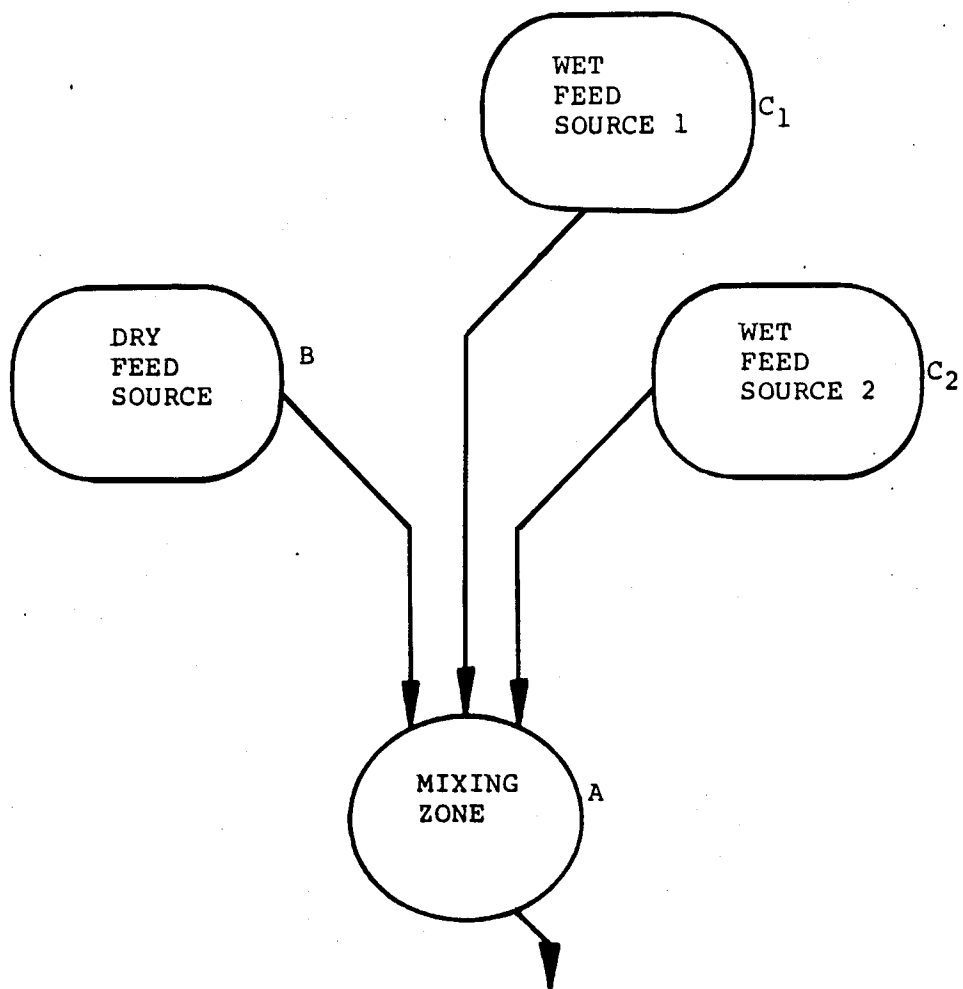 WET
FEED
SOURCE 1
C1
DRY
FEED
SOURCE
B
WET
FEED
SOURCE 2
C2
MIXING
ZONE
A